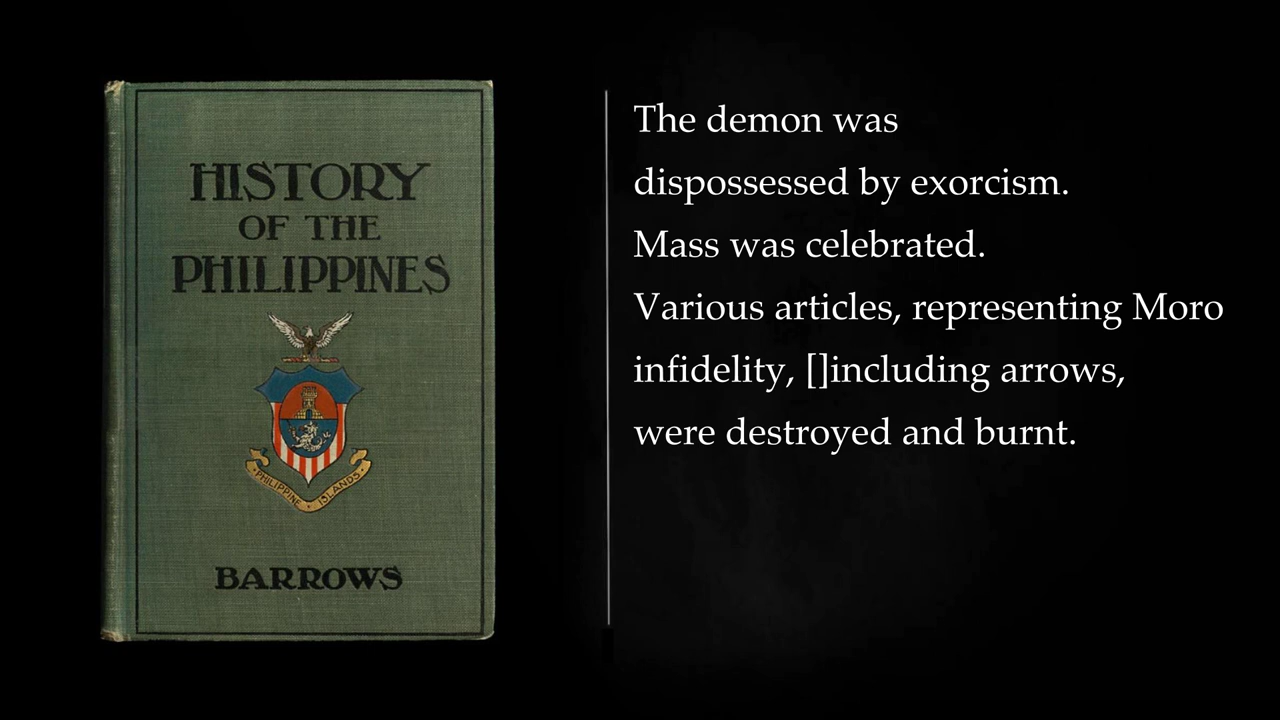 HISTORY
OF THE
PHILIPPINES
PHILIPPINE ISLANDS
BARROWS
The demon was
dispossessed by exorcism.
Mass was celebrated.
Various articles, representing Moro
infidelity, []including arrows,
were destroyed and burnt.